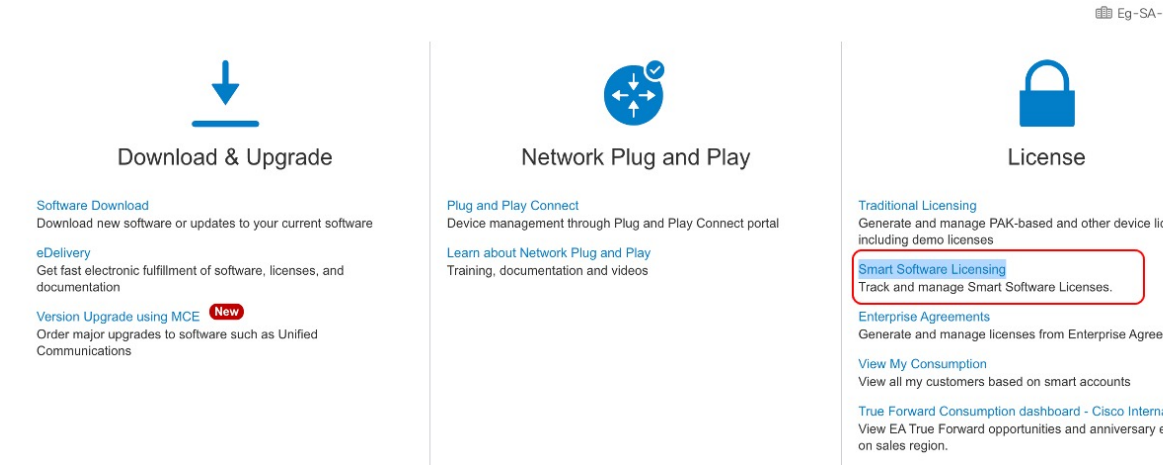 Eg-SA-
Download & Upgrade
Software Download
Download new software or updates to your current software
eDelivery
Get fast electronic fulfillment of software, licenses, and
documentation
Version Upgrade using MCE New
Order major upgrades to software such as Unified
Communications
Network Plug and Play
Plug and Play Connect
Device management through Plug and Play Connect portal
Learn about Network Plug and Play
Training, documentation and videos
License
Traditional Licensing
Generate and manage PAK-based and other device lic
including demo licenses
Smart Software Licensing
Track and manage Smart Software Licenses.
Enterprise Agreements
Generate and manage licenses from Enterprise Agree
View My Consumption
View all my customers based on smart accounts
True Forward Consumption dashboard - Cisco Interna
View EA True Forward opportunities and anniversary e
on sales region.